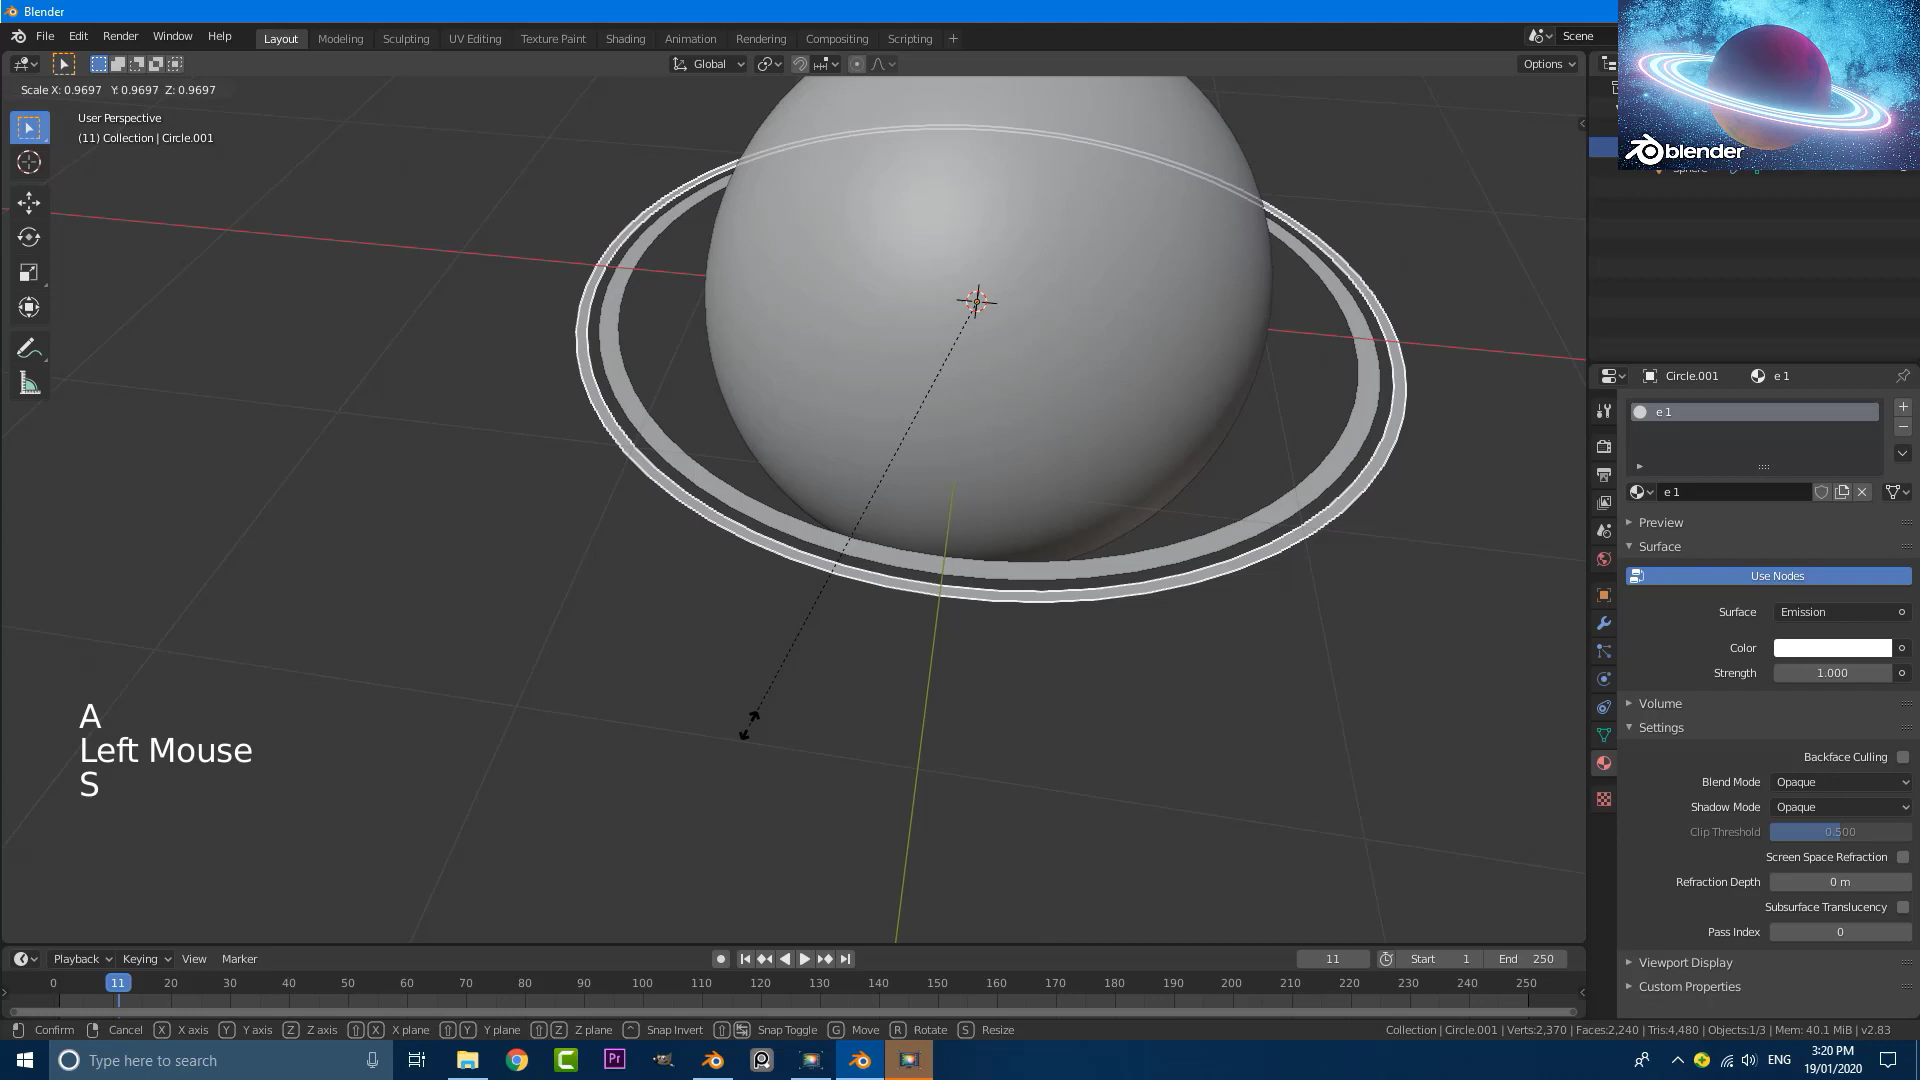 Blender
File Edit Render Window Help
Layout Modeling Sculpting UV Editing Texture Paint Shading Animation Rendering Compositing Scripting +
Scene
Global
Options
Scale X: 0.9697 Y: 0.9697 Z: 0.9697
User Perspective
(11) Collection | Circle.001
blender
Circle.001 e 1
e 1
e 1
Preview
Surface
Use Nodes
Surface Emission
Color
Strength 1.000
Volume
Settings
Backface Culling
Blend Mode Opaque
Shadow Mode Opaque
Clip Threshold 0.500
Screen Space Refraction
Refraction Depth 0 m
Subsurface Translucency
Pass Index 0
Viewport Display
Custom Properties
A
Left Mouse
S
Playback Keying View Marker
11 Start 1 End 250
0 11 20 30 40 50 60 70 80 90 100 110 120 130 140 150 160 170 180 190 200 210 220 230 240 250
Confirm Cancel X X axis Y Y axis Z Z axis X X plane Y Y plane Z Z plane Snap Invert Snap Toggle G Move R Rotate S Resize
Collection | Circle.001 | Verts:2,370 | Faces:2,240 | Tris:4,480 | Objects:1/3 | Mem: 40.1 MiB | v2.83
Type here to search
Pr
ENG
3:20 PM
19/01/2020